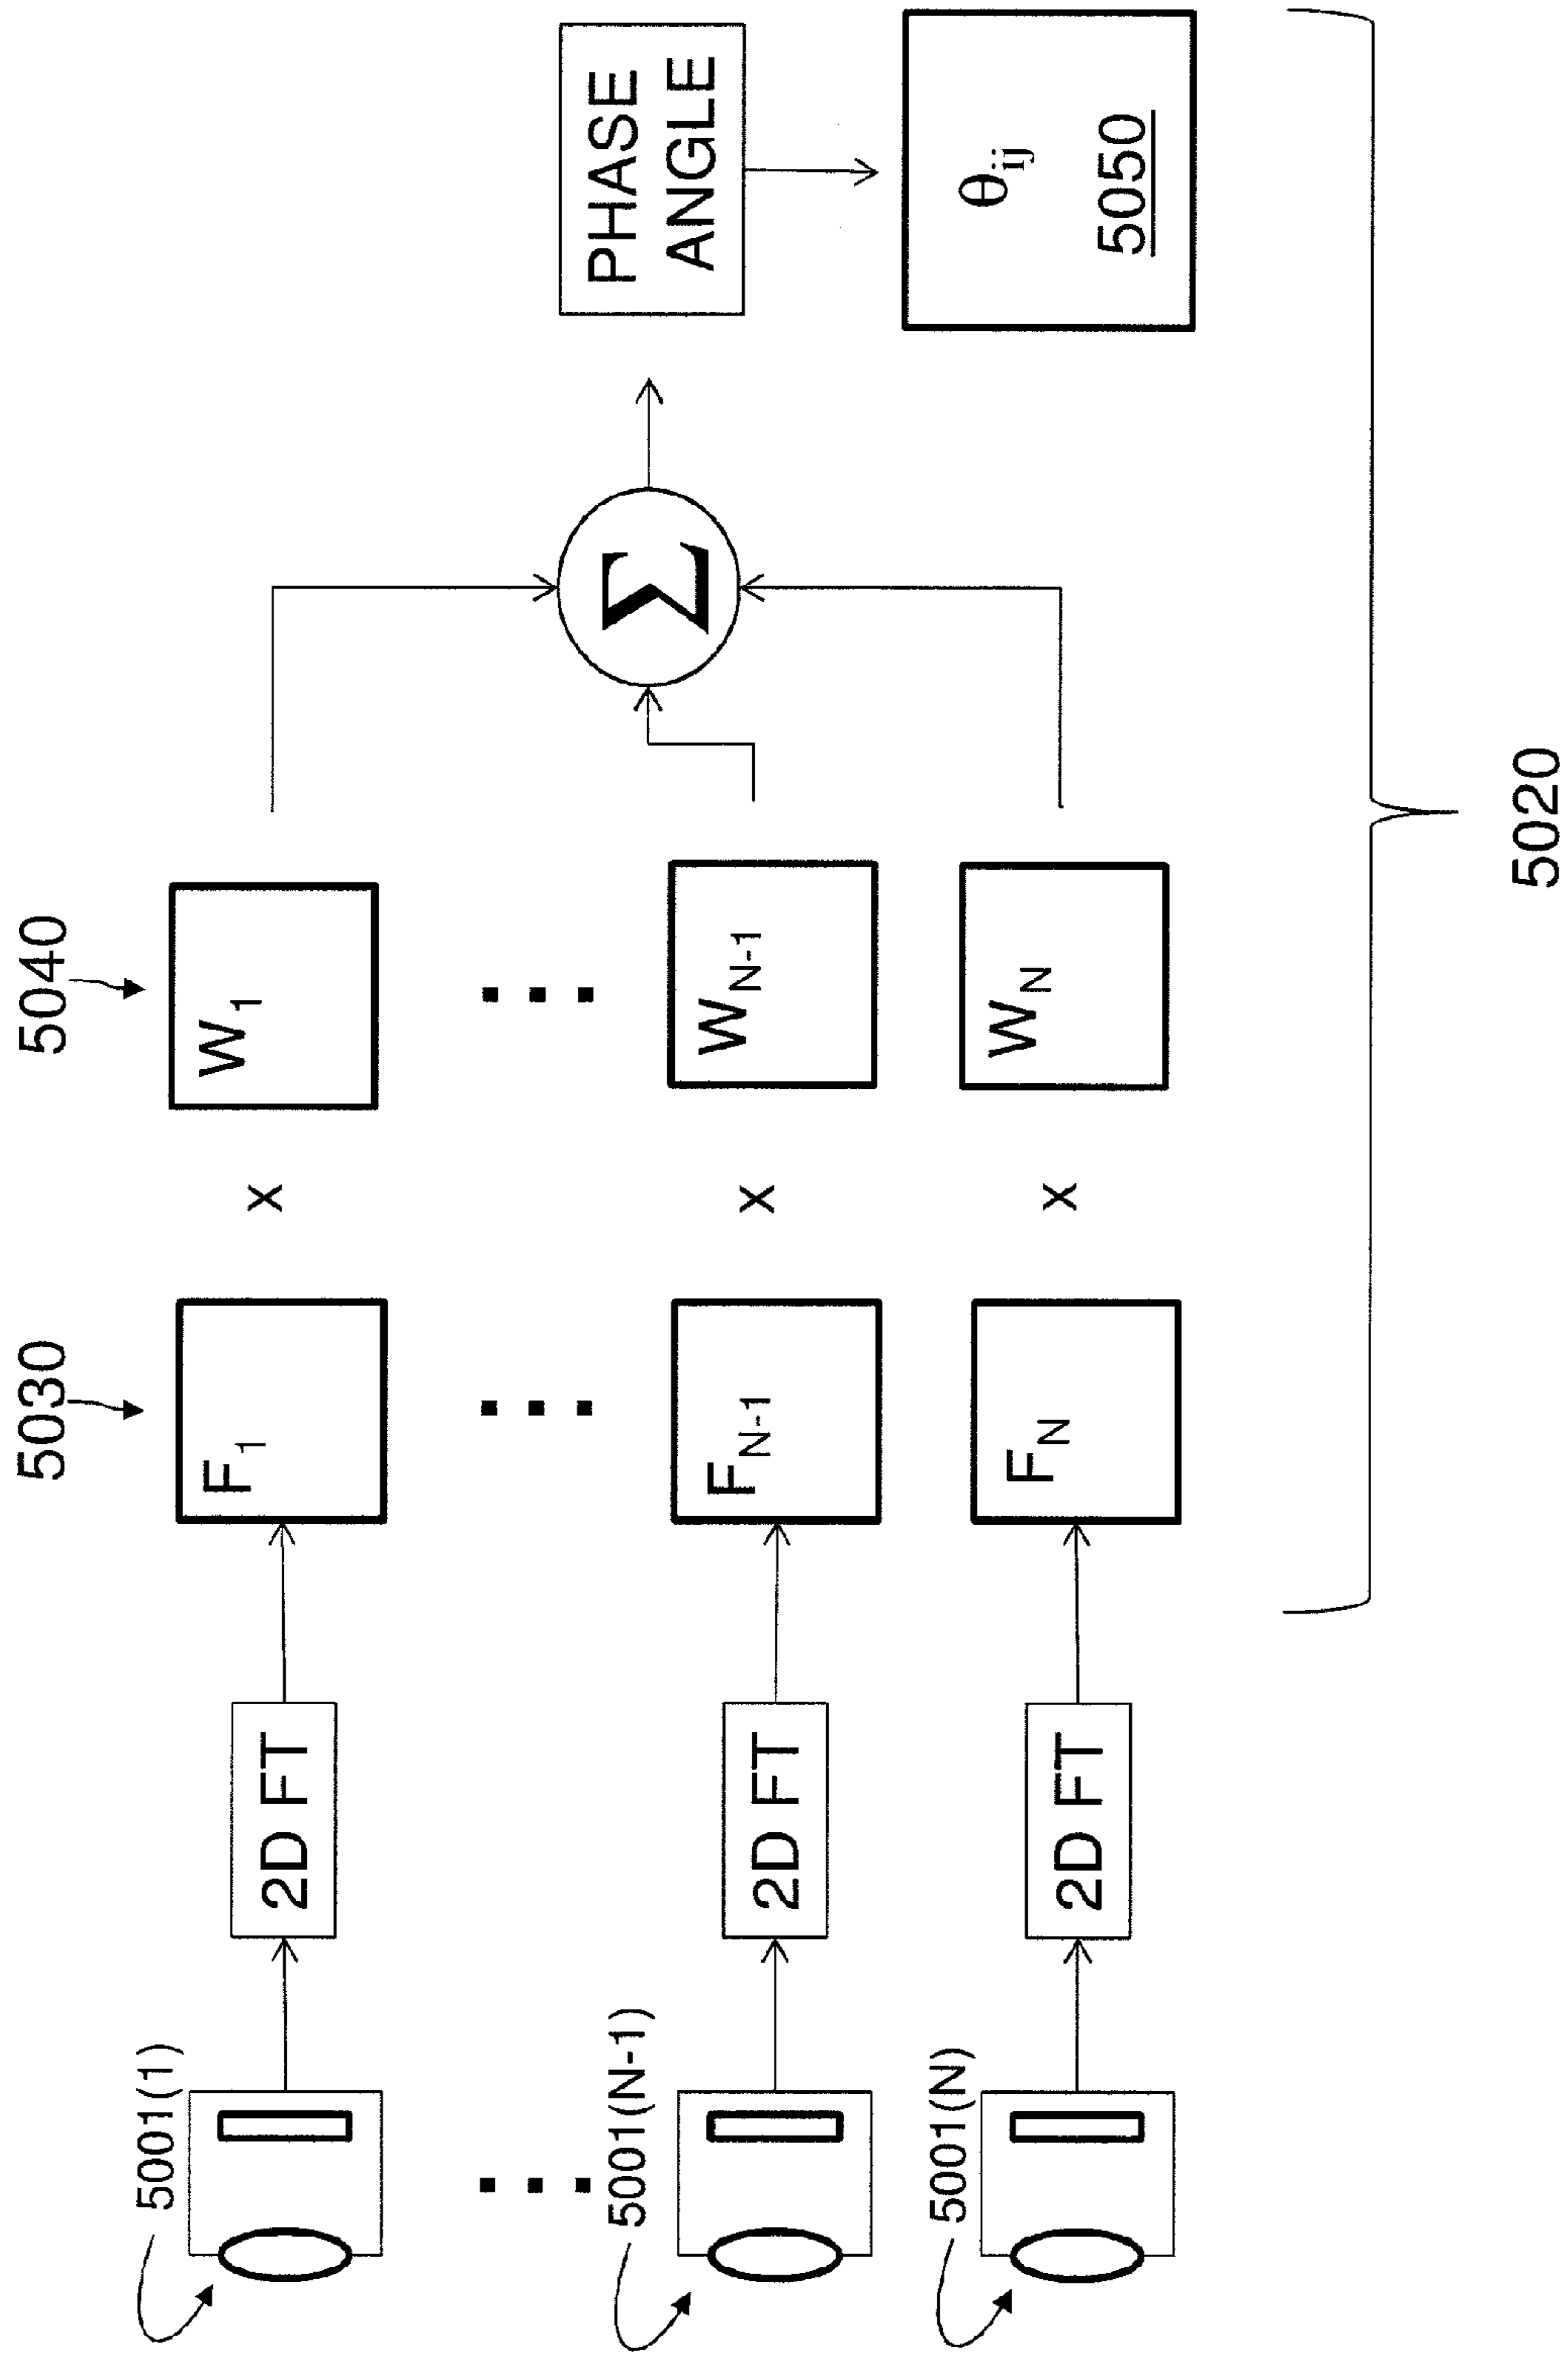 5001(1)
2D FT
5030
F1
x
5040
W1
5001(N-1)
2D FT
FN-1
x
WN-1
Σ
PHASE
ANGLE
5001(N)
2D FT
FN
x
WN
θij
5050
5020